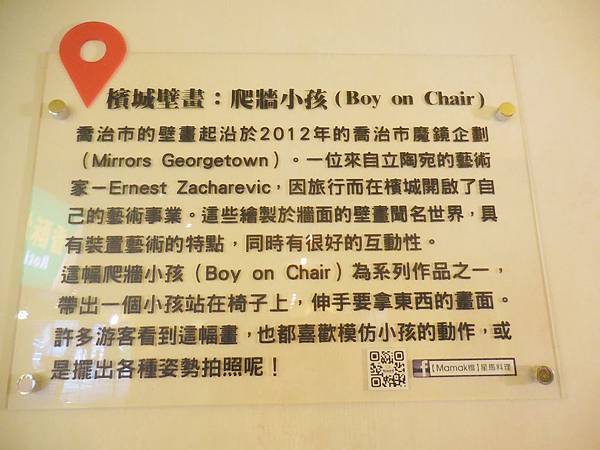 檳城壁畫：爬牆小孩(Boy on Chair)
喬治市的壁畫起沿於2012年的喬治市魔鏡企劃
（Mirrors Georgetown）。一位來自立陶宛的藝術
家－Ernest Zacharevic，因旅行而在檳城開啟了自
己的藝術事業。這些繪製於牆面的壁畫聞名世界，具
有裝置藝術的特點，同時有很好的互動性。
這幅爬牆小孩（Boy on Chair）為系列作品之一，
帶出一個小孩站在椅子上，伸手要拿東西的畫面。
許多游客看到這幅畫，也都喜歡模仿小孩的動作，或
是擺出各種姿勢拍照呢！
f【Mamak檔】星馬料理